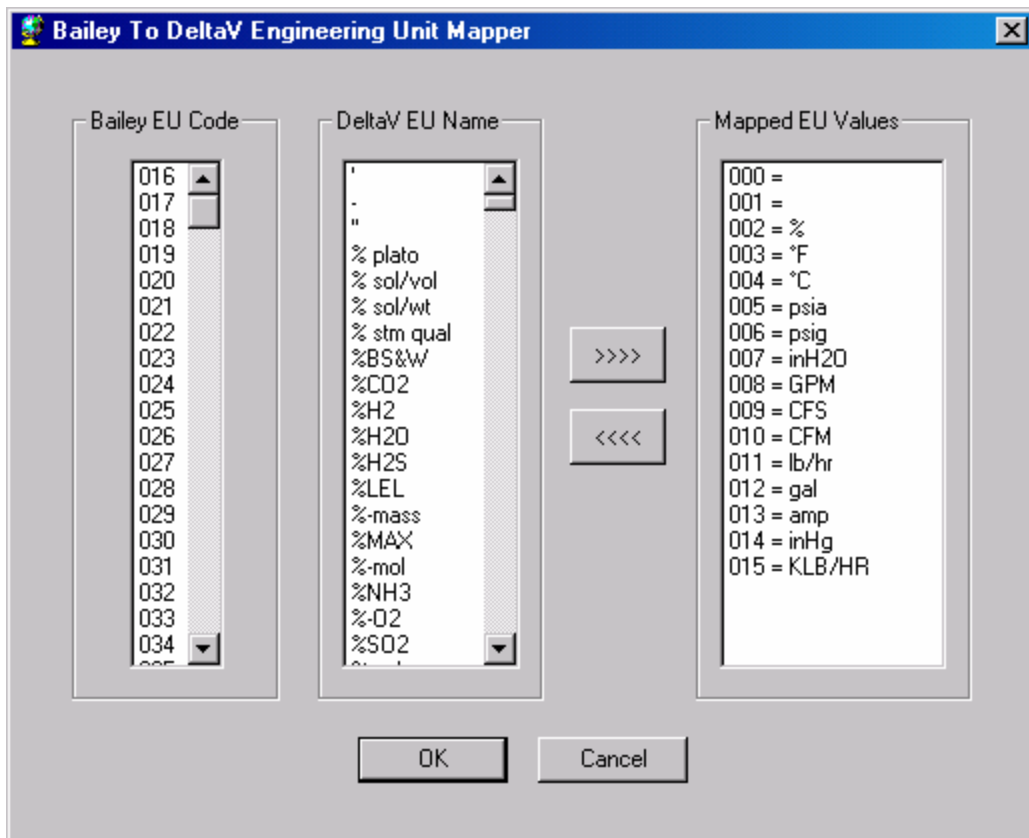 Bailey To DeltaV Engineering Unit Mapper
Bailey EU Code
016
017
018
019
020
021
022
023
024
025
026
027
028
029
030
031
032
033
034
DeltaV EU Name
'
-
"
% plato
% sol/vol
% sol/wt
% stm qual
%BS&W
%CO2
%H2
%H2O
%H2S
%LEL
%-mass
%MAX
%-mol
%NH3
%-O2
%SO2
>>>>
<<<<
Mapped EU Values
000 =
001 =
002 = %
003 = °F
004 = °C
005 = psia
006 = psig
007 = inH2O
008 = GPM
009 = CFS
010 = CFM
011 = lb/hr
012 = gal
013 = amp
014 = inHg
015 = KLB/HR
OK
Cancel